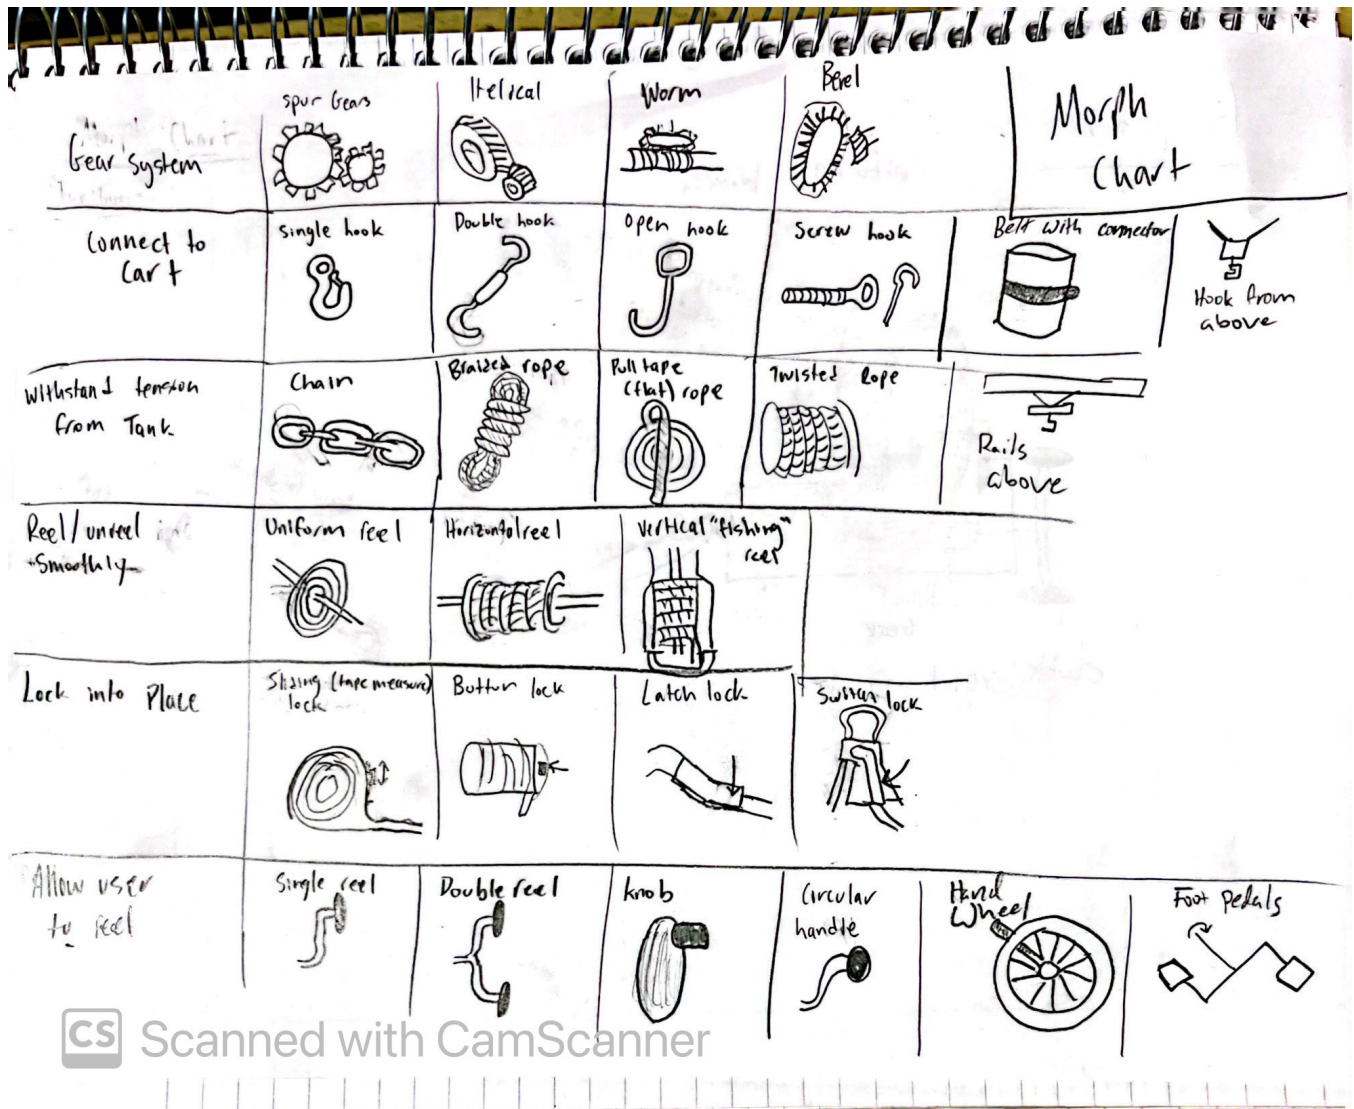 Morph
Chart
Gear System
Spur Gears
Helical
Worm
Bevel
Connect to
Cart
Single hook
Double hook
Open hook
Screw hook
Belt with connector
Hook from
above
Withstand tension
from Tank
Chain
Braized rope
Pull tape
(flat) rope
Twisted Rope
Rails
above
Reel/unreel
Smoothly
Uniform reel
Horizontal reel
Vertical "fishing"
reel
Lock into Place
(tape measure)
lock
Button lock
Latch lock
lock
Allow user
to reel
Single reel
Double reel
Knob
Circular
handle
Hand
Wheel
Foot pedals
CS Scanned with CamScanner